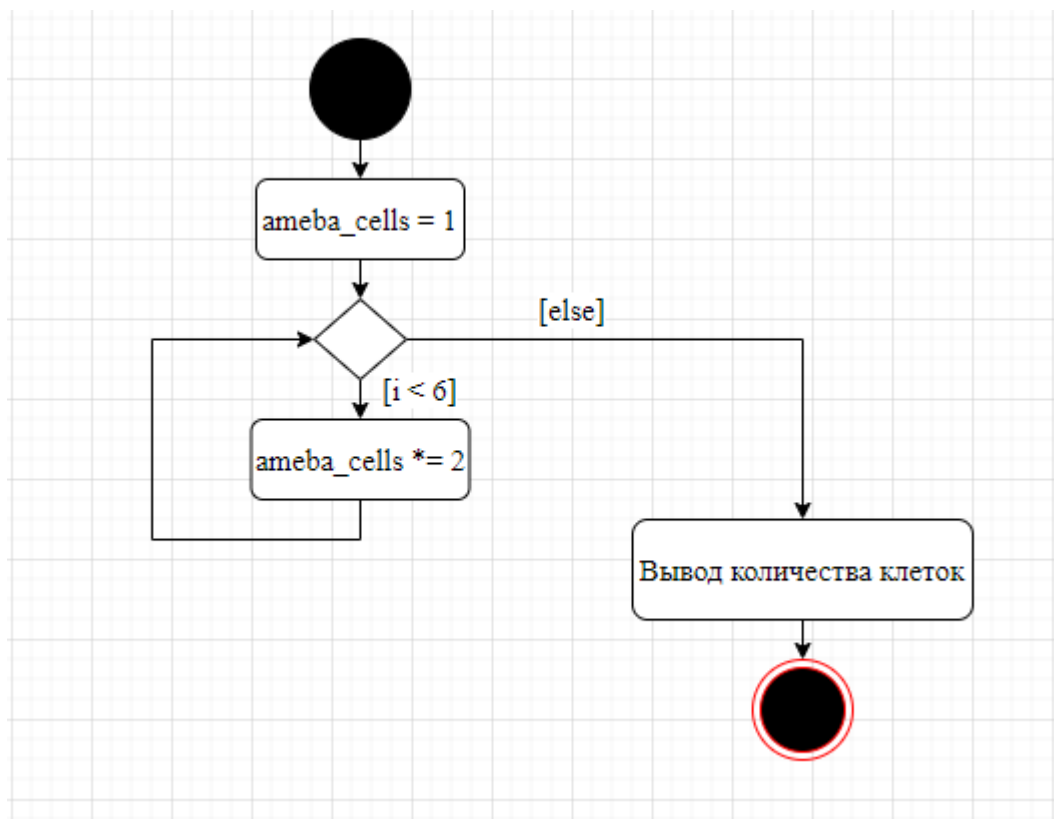 ameba_cells = 1
[else]
[i < 6]
ameba_cells *= 2
Вывод количества клеток